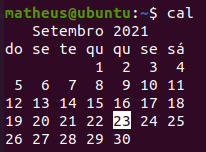 matheus@ubuntu:~$ cal
Setembro 2021
do se te qu qu se sá
1 2 3 4
5 6 7 8 9 10 11
12 13 14 15 16 17 18
19 20 21 22 23 24 25
26 27 28 29 30